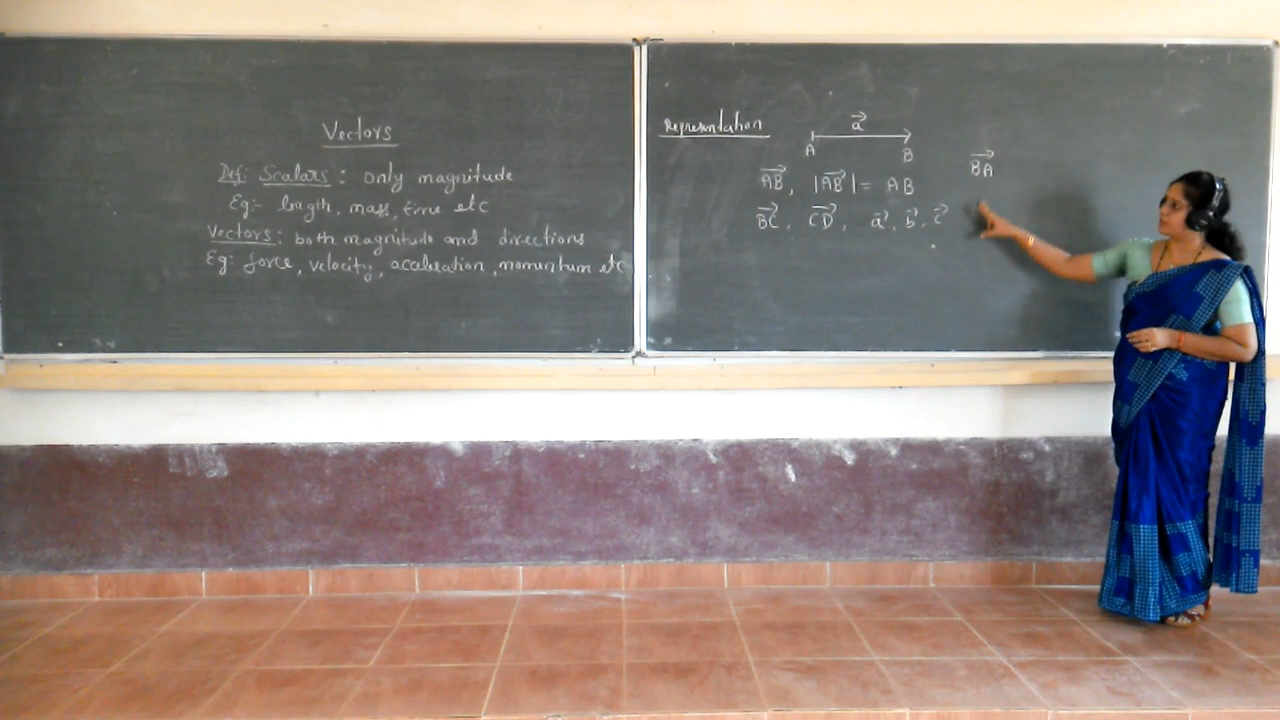 Vectors
Def: Scalars: only magnitude
Eg:- length, mass, time etc
Vectors: both magnitude and directions
Eg: force, velocity, acceleration, momentum etc
Representation
a⃗
A B
AB⃗, |AB⃗| = AB
BC⃗, CD⃗, a⃗, b⃗, c⃗
BA⃗